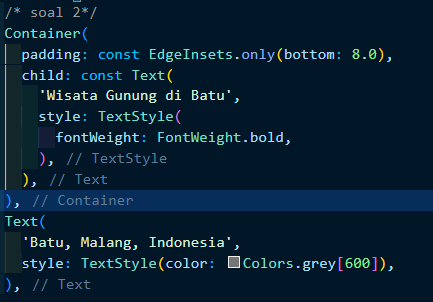 /* soal 2*/
Container(
  padding: const EdgeInsets.only(bottom: 8.0),
  child: const Text(
    'Wisata Gunung di Batu',
    style: TextStyle(
      fontWeight: FontWeight.bold,
    ), // TextStyle
  ), // Text
), // Container
Text(
  'Batu, Malang, Indonesia',
  style: TextStyle(color: Colors.grey[600]),
), // Text